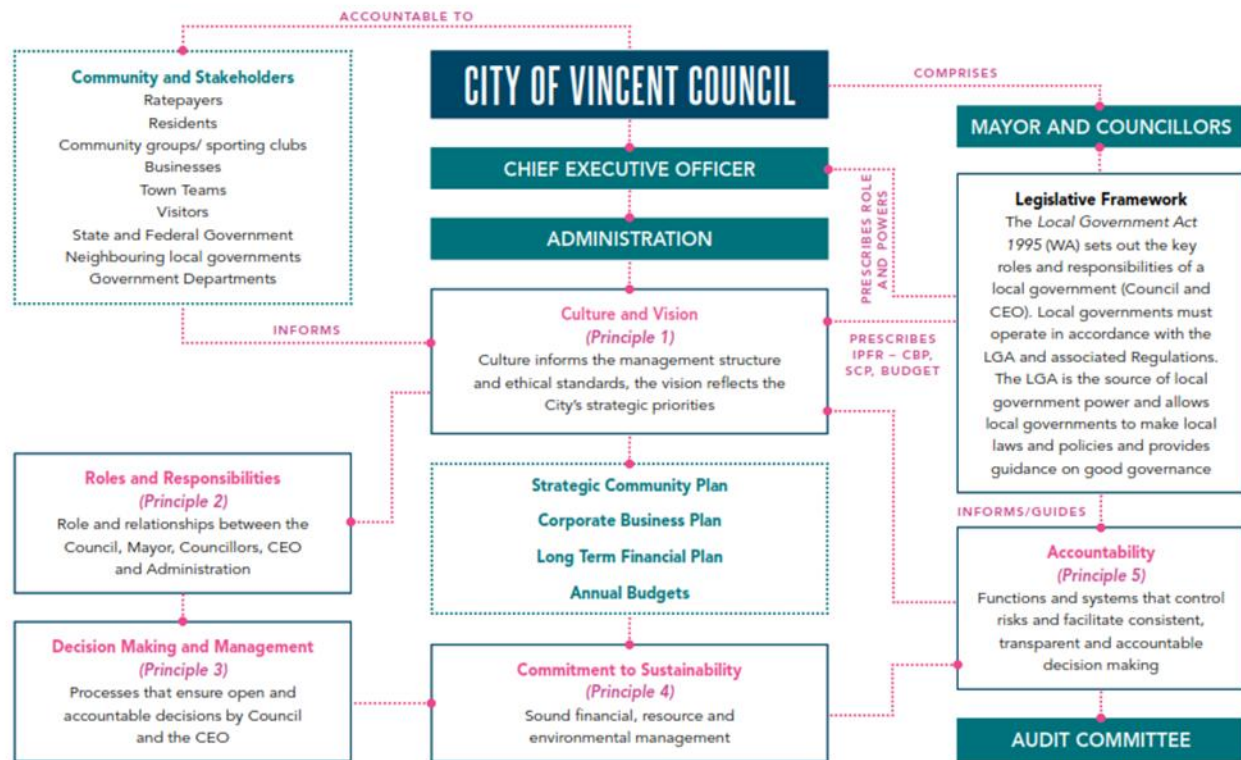 ACCOUNTABLE TO
CITY OF VINCENT COUNCIL
COMPRISES
Community and Stakeholders
Ratepayers
Residents
Community groups/ sporting clubs
Businesses
Town Teams
Visitors
State and Federal Government
Neighbouring local governments
Government Departments
MAYOR AND COUNCILLORS
CHIEF EXECUTIVE OFFICER
ADMINISTRATION
PRESCRIBES ROLE
AND POWERS
Legislative Framework
The Local Government Act
1995 (WA) sets out the key
roles and responsibilities of a
local government (Council and
CEO). Local governments must
operate in accordance with the
LGA and associated Regulations.
The LGA is the source of local
government power and allows
local governments to make local
laws and policies and provides
guidance on good governance
INFORMS
Culture and Vision
(Principle 1)
Culture informs the management structure
and ethical standards, the vision reflects the
City's strategic priorities
PRESCRIBES
IPFR – CBP,
SCP, BUDGET
Roles and Responsibilities
(Principle 2)
Role and relationships between the
Council, Mayor, Councillors, CEO
and Administration
Strategic Community Plan
Corporate Business Plan
Long Term Financial Plan
Annual Budgets
INFORMS/GUIDES
Accountability
(Principle 5)
Functions and systems that control
risks and facilitate consistent,
transparent and accountable
decision making
Decision Making and Management
(Principle 3)
Processes that ensure open and
accountable decisions by Council
and the CEO
Commitment to Sustainability
(Principle 4)
Sound financial, resource and
environmental management
AUDIT COMMITTEE